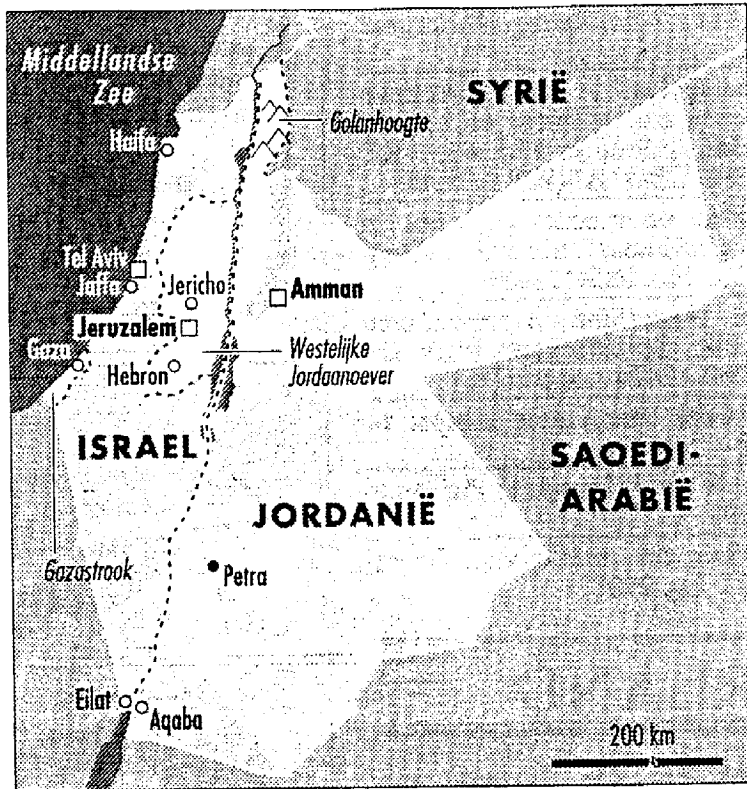 Middellandse
Zee
SYRIË
Golanhoogte
Haifa
Tel Aviv
Jaffa
Jericho
Amman
Jeruzalem
Gaza
Westelijke
Jordaanoever
Hebron
ISRAEL
SAOEDI-
ARABIË
JORDANIË
Gazastrook
Petra
Eilat
Aqaba
200 km